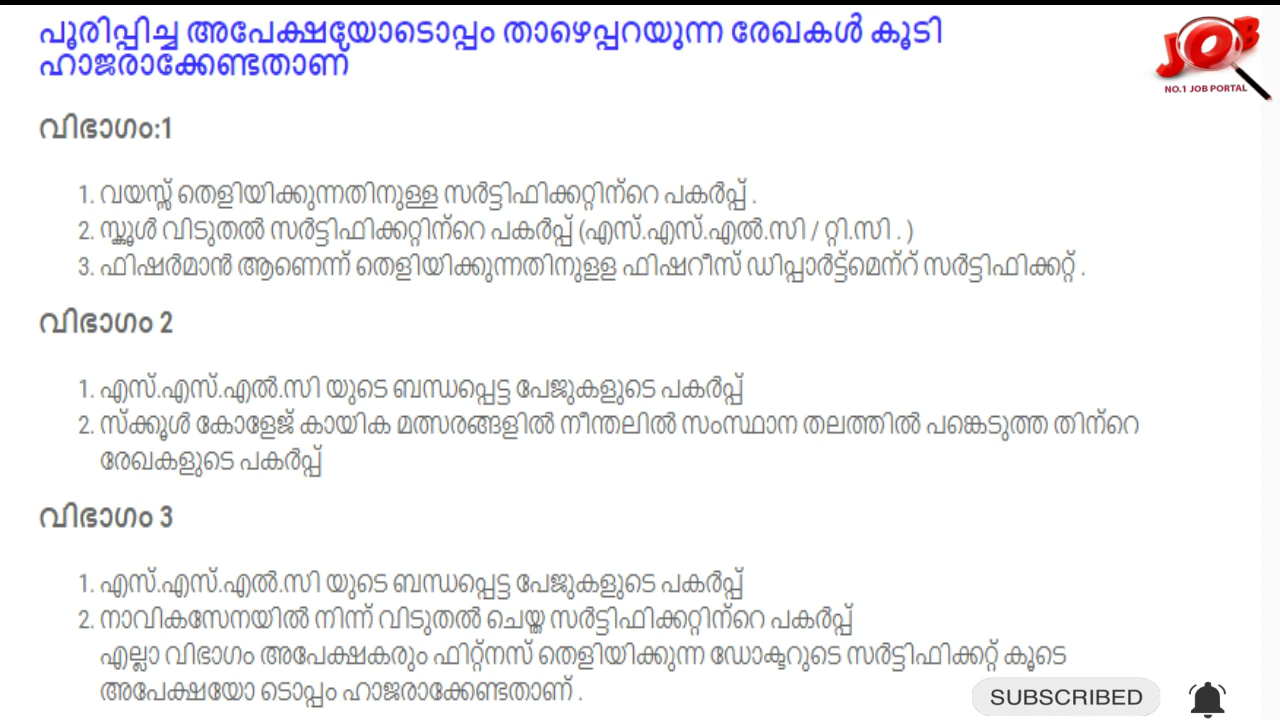 പൂരിപ്പിച്ച അപേക്ഷയോടൊപ്പം താഴെപ്പറയുന്ന രേഖകൾ കൂടി
ഹാജരാക്കേണ്ടതാണ്
JOB
NO.1 JOB PORTAL
വിഭാഗം:1
1. വയസ്സ് തെളിയിക്കുന്നതിനുള്ള സർട്ടിഫിക്കറ്റിന്റെ പകർപ്പ് .
2. സ്കൂൾ വിടുതൽ സർട്ടിഫിക്കറ്റിന്റെ പകർപ്പ് (എസ്.എസ്.എൽ.സി / റ്റി.സി . )
3. ഫിഷർമാൻ ആണെന്ന് തെളിയിക്കുന്നതിനുളള ഫിഷറീസ് ഡിപ്പാർട്ട്മെന്റ് സർട്ടിഫിക്കറ്റ് .
വിഭാഗം 2
1. എസ്.എസ്.എൽ.സി യുടെ ബന്ധപ്പെട്ട പേജുകളുടെ പകർപ്പ്
2. സ്ക്കൂൾ കോളേജ് കായിക മത്സരങ്ങളിൽ നീന്തലിൽ സംസ്ഥാന തലത്തിൽ പങ്കെടുത്ത തിന്റെ
രേഖകളുടെ പകർപ്പ്
വിഭാഗം 3
1. എസ്.എസ്.എൽ.സി യുടെ ബന്ധപ്പെട്ട പേജുകളുടെ പകർപ്പ്
2. നാവികസേനയിൽ നിന്ന് വിടുതൽ ചെയ്ത സർട്ടിഫിക്കറ്റിന്റെ പകർപ്പ്
എല്ലാ വിഭാഗം അപേക്ഷകരും ഫിറ്റ്നസ് തെളിയിക്കുന്ന ഡോക്ടറുടെ സർട്ടിഫിക്കറ്റ് കൂടെ
അപേക്ഷയോ ടൊപ്പം ഹാജരാക്കേണ്ടതാണ് .
SUBSCRIBED